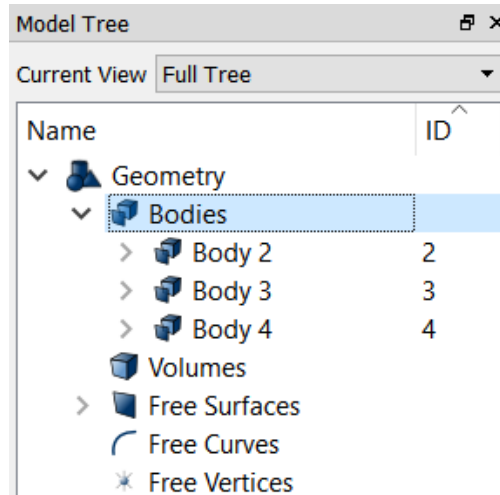 Model Tree
Current View Full Tree
Name ID
Geometry
Bodies
Body 2 2
Body 3 3
Body 4 4
Volumes
Free Surfaces
Free Curves
Free Vertices